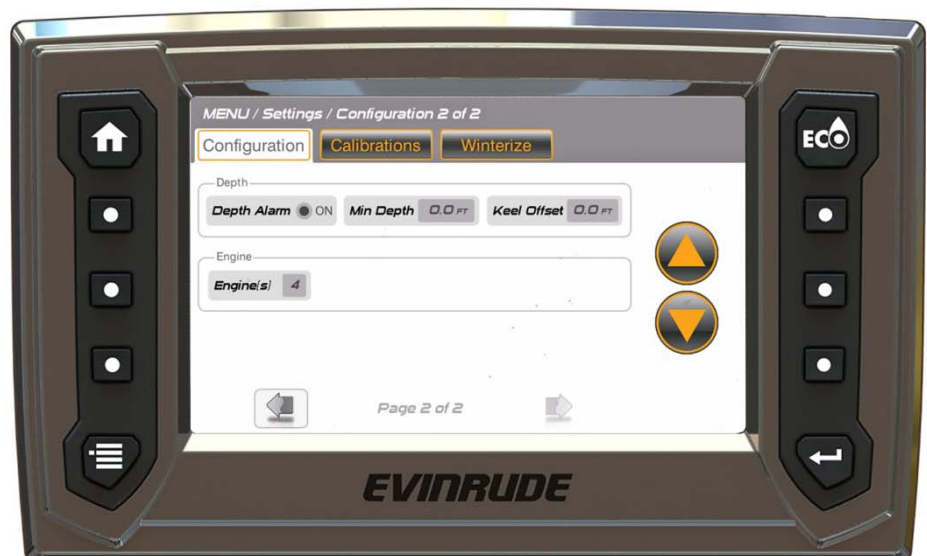 MENU / Settings / Configuration 2 of 2
Configuration Calibrations Winterize
Depth
Depth Alarm ON Min Depth 0.0 FT Keel Offset 0.0 FT
Engine
Engine(s) 4
Page 2 of 2
ECO
EVINRUDE